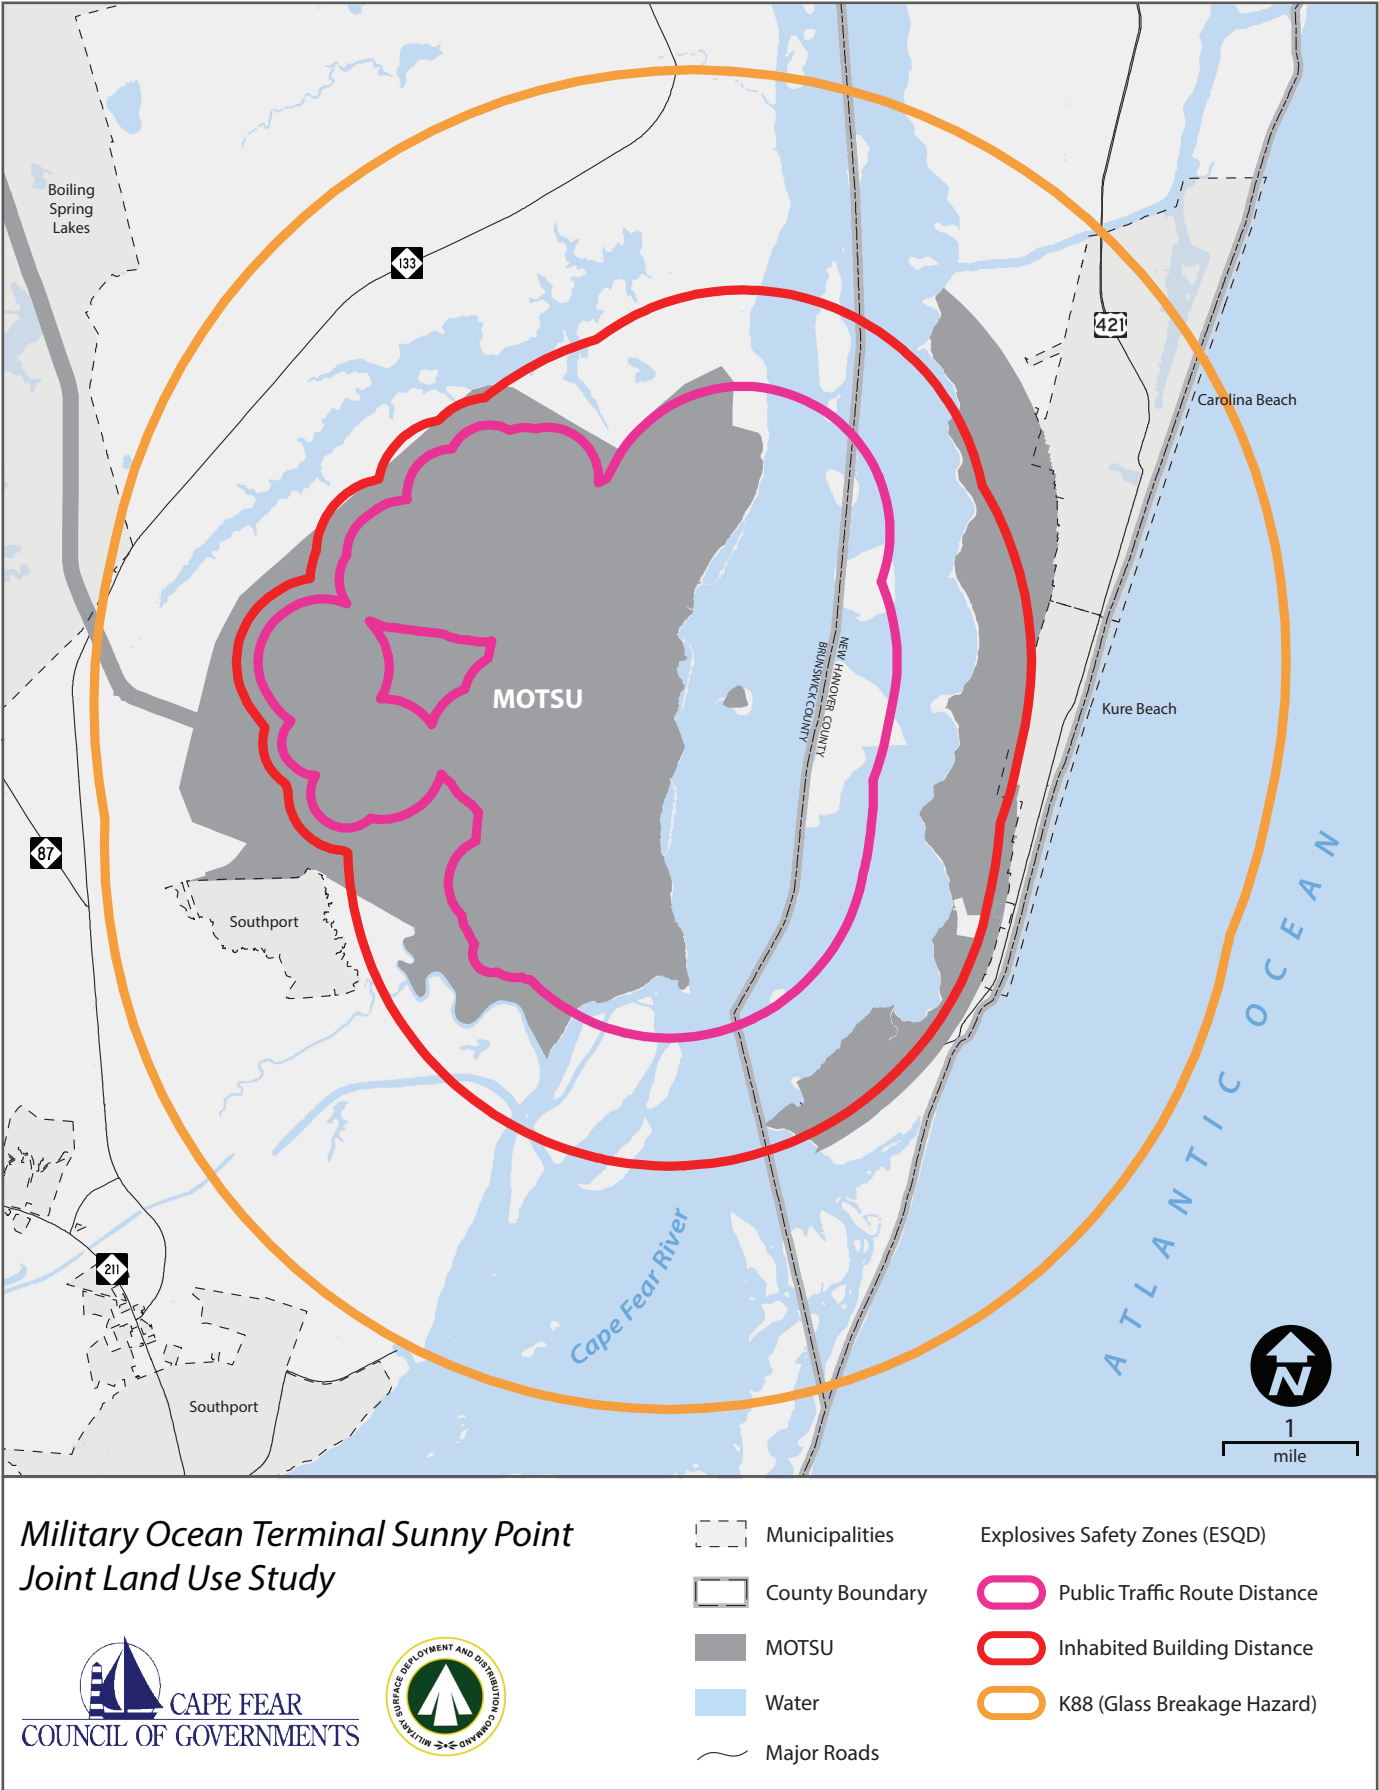 Boiling
Spring
Lakes
133
421
Carolina Beach
MOTSU
NEW HANOVER COUNTY
BRUNSWICK COUNTY
Kure Beach
87
Southport
ATLANTIC OCEAN
211
Cape Fear River
Southport
N
1
mile
Military Ocean Terminal Sunny Point
Joint Land Use Study
CAPE FEAR
COUNCIL OF GOVERNMENTS
MILITARY SURFACE DEPLOYMENT AND DISTRIBUTION COMMAND
Municipalities
County Boundary
MOTSU
Water
Major Roads
Explosives Safety Zones (ESQD)
Public Traffic Route Distance
Inhabited Building Distance
K88 (Glass Breakage Hazard)